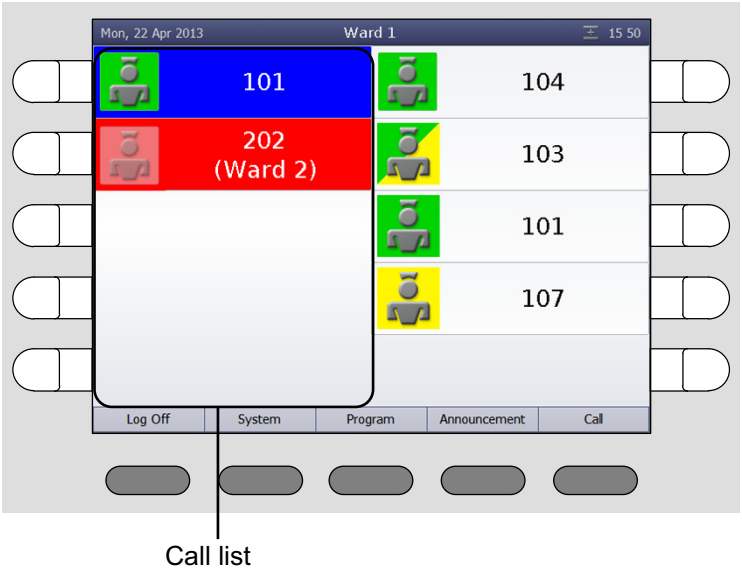 Mon, 22 Apr 2013 Ward 1 15 50
101
202
(Ward 2)
104
103
101
107
Log Off System Program Announcement Call
Call list